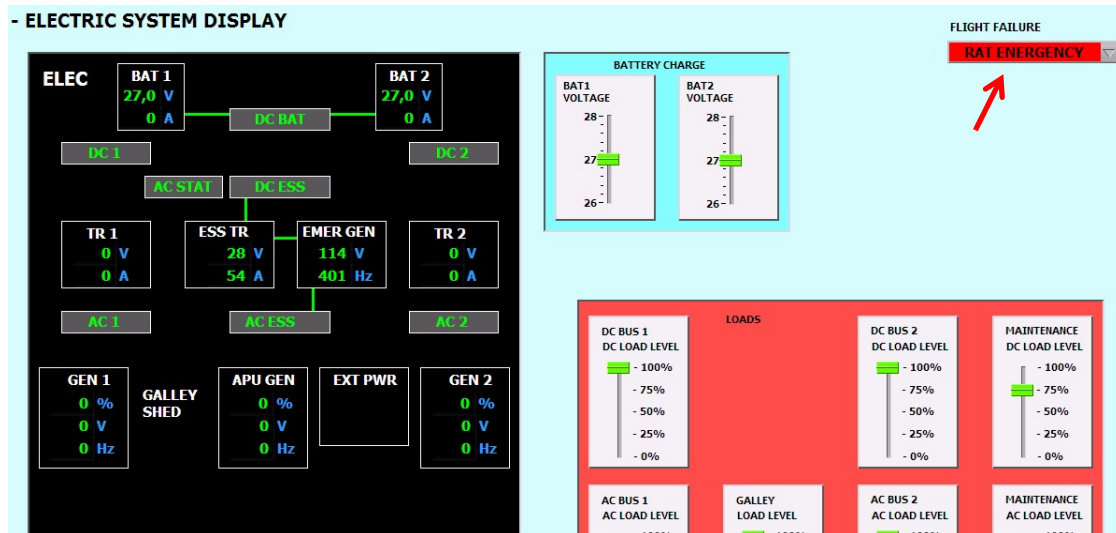 - ELECTRIC SYSTEM DISPLAY
FLIGHT FAILURE
RAT ENERGENCY
ELEC
BAT 1
27,0 V
0 A
BAT 2
27,0 V
0 A
DC BAT
DC 1
DC 2
AC STAT
DC ESS
TR 1
0 V
0 A
ESS TR
28 V
54 A
EMER GEN
114 V
401 Hz
TR 2
0 V
0 A
AC 1
AC ESS
AC 2
GEN 1
0 %
0 V
0 Hz
GALLEY
SHED
APU GEN
0 %
0 V
0 Hz
EXT PWR
GEN 2
0 %
0 V
0 Hz
BATTERY CHARGE
BAT1
VOLTAGE
28
27
26
BAT2
VOLTAGE
28
27
26
LOADS
DC BUS 1
DC LOAD LEVEL
- 100%
- 75%
- 50%
- 25%
- 0%
DC BUS 2
DC LOAD LEVEL
- 100%
- 75%
- 50%
- 25%
- 0%
MAINTENANCE
DC LOAD LEVEL
- 100%
- 75%
- 50%
- 25%
- 0%
AC BUS 1
AC LOAD LEVEL
GALLEY
LOAD LEVEL
AC BUS 2
AC LOAD LEVEL
MAINTENANCE
AC LOAD LEVEL